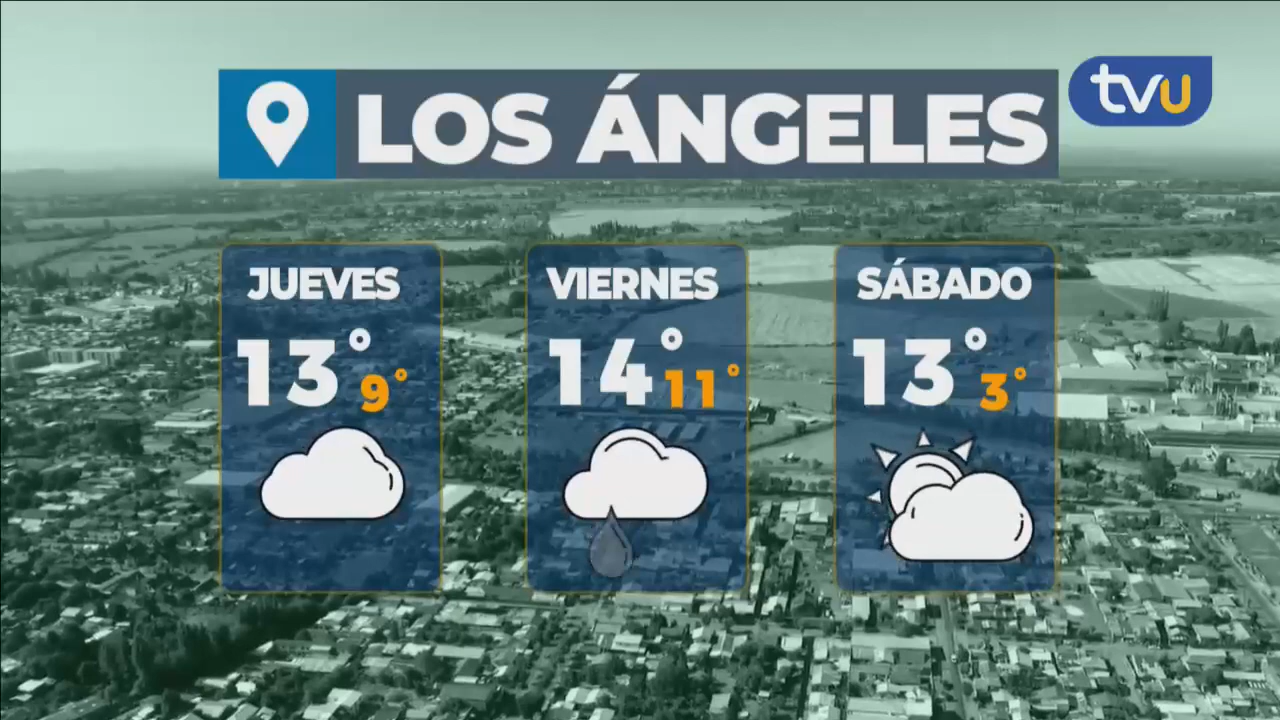 LOS ÁNGELES
tvu
JUEVES
13° 9°
VIERNES
14° 11°
SÁBADO
13° 3°